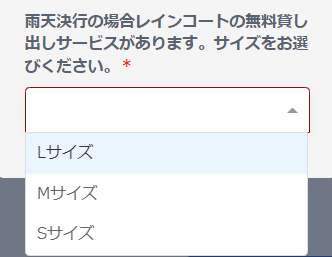 雨天決行の場合レインコートの無料貸し
出しサービスがあります。サイズをお選
びください。*
Lサイズ
Mサイズ
Sサイズ